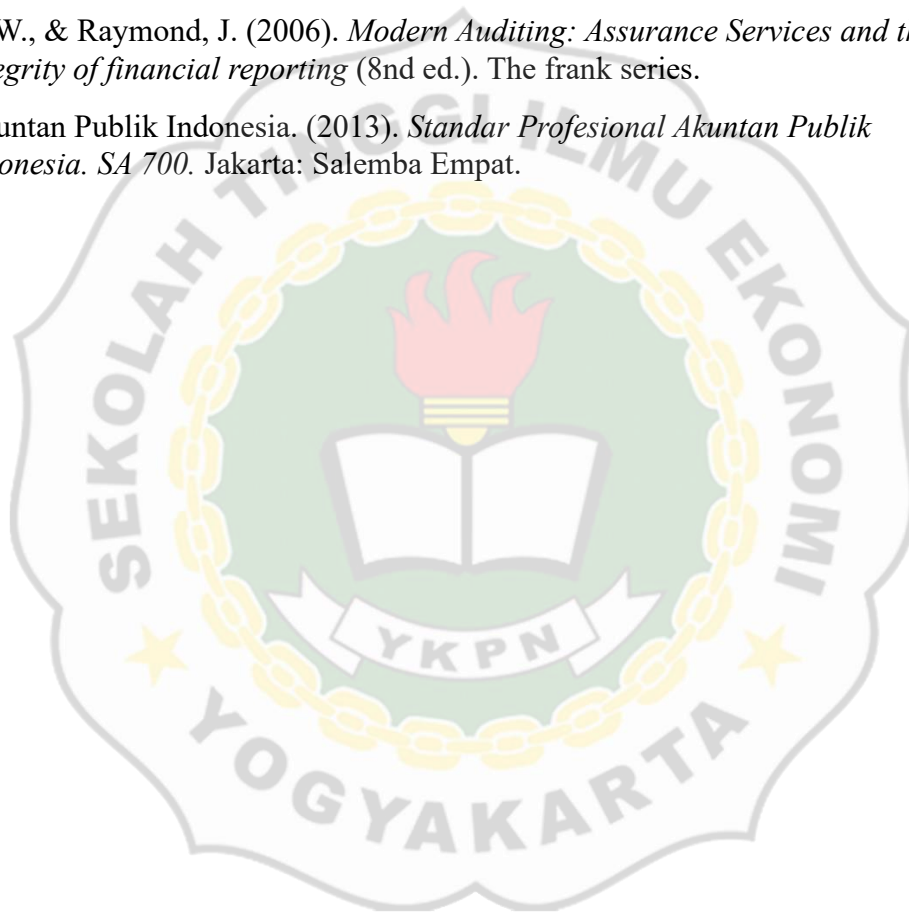 W., & Raymond, J. (2006). Modern Auditing: Assurance Services and th
egrity of financial reporting (8nd ed.). The frank series.
untan Publik Indonesia. (2013). Standar Profesional Akuntan Publik
onesia. SA 700. Jakarta: Salemba Empat.
SEKOLAH TINGGI ILMU EKONOMI
YKPN
YOGYAKARTA